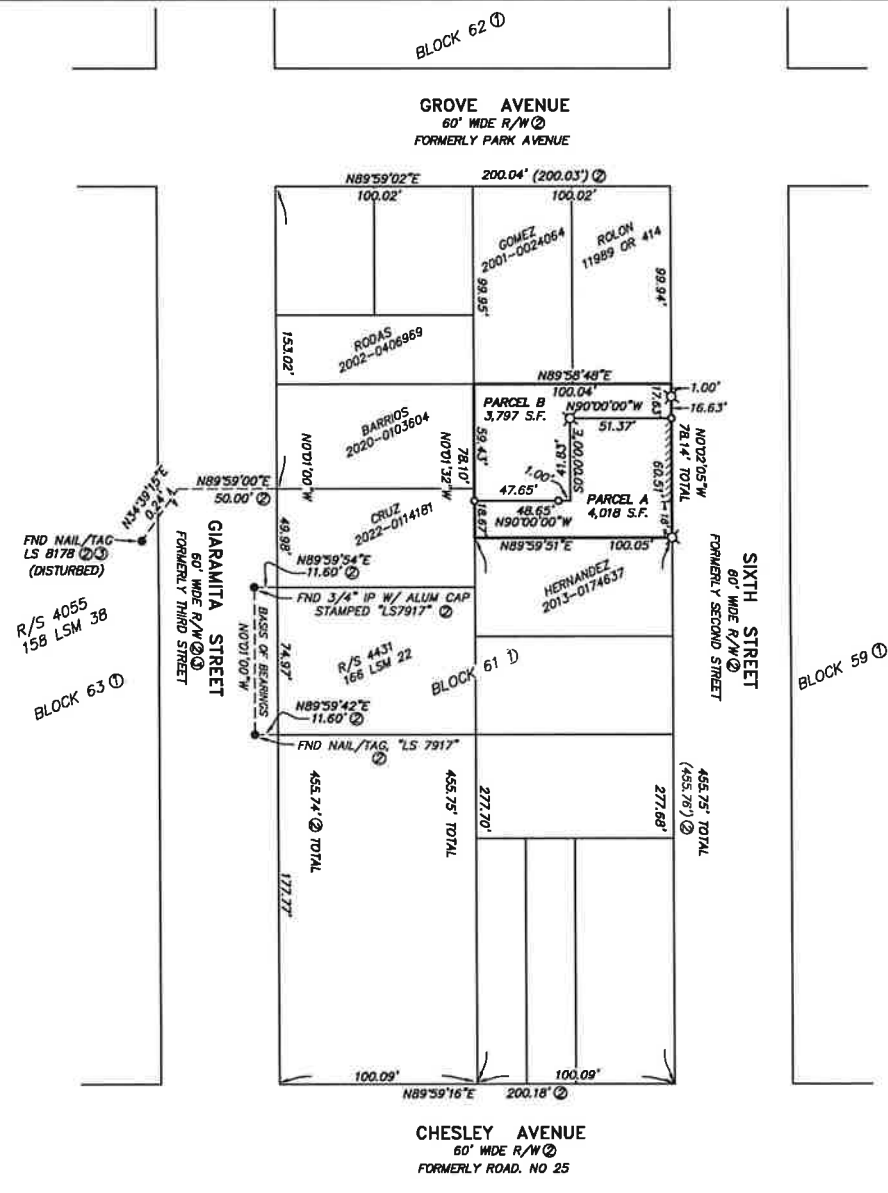 BLOCK 62 ①
GROVE AVENUE
60' WIDE R/W ②
FORMERLY PARK AVENUE
N89°59'02"E
200.04' (200.03') ②
100.02'
100.02'
GOMEZ
2001-0024064
ROLON
11989 OR 414
99.95'
99.94'
153.02'
RODAS
2002-0406969
N89°58'48"E
100.04'
1.00'
17.63'
16.63'
PARCEL B
3,797 S.F.
N90°00'00"W
51.37'
BARRIOS
2020-0103604
59.43'
41.83'
S0°00'00"E
N0°02'05"W
78.14' TOTAL
N0°01'00"W
N0°01'32"W
78.10'
1.00'
60.51'
N34°39'15"E
0.24'
N89°59'00"E
50.00' ②
47.65'
48.65'
N90°00'00"W
PARCEL A
4,018 S.F.
18.67'
18"
CRUZ
2022-0114181
49.98'
FND NAIL/TAG
LS 8178 ②③
(DISTURBED)
N89°59'51"E
100.05'
N89°59'54"E
11.60' ②
HERNANDEZ
2013-0174637
GIARAMITA STREET
60' WIDE R/W ②③
FORMERLY THIRD STREET
SIXTH STREET
60' WIDE R/W ②
FORMERLY SECOND STREET
FND 3/4" IP W/ ALUM CAP
STAMPED "LS7917" ②
R/S 4055
158 LSM 38
BASIS OF BEARINGS
N0°01'00"W
74.97'
R/S 4431
166 LSM 22
BLOCK 61 ①
BLOCK 63 ①
BLOCK 59 ①
N89°59'42"E
11.60' ②
FND NAIL/TAG, "LS 7917"
②
455.74' ② TOTAL
455.75' TOTAL
277.70'
277.68'
455.75' TOTAL
(455.76') ②
177.77'
100.09'
100.09'
N89°59'16"E
200.18' ②
CHESLEY AVENUE
60' WIDE R/W ②
FORMERLY ROAD. NO 25